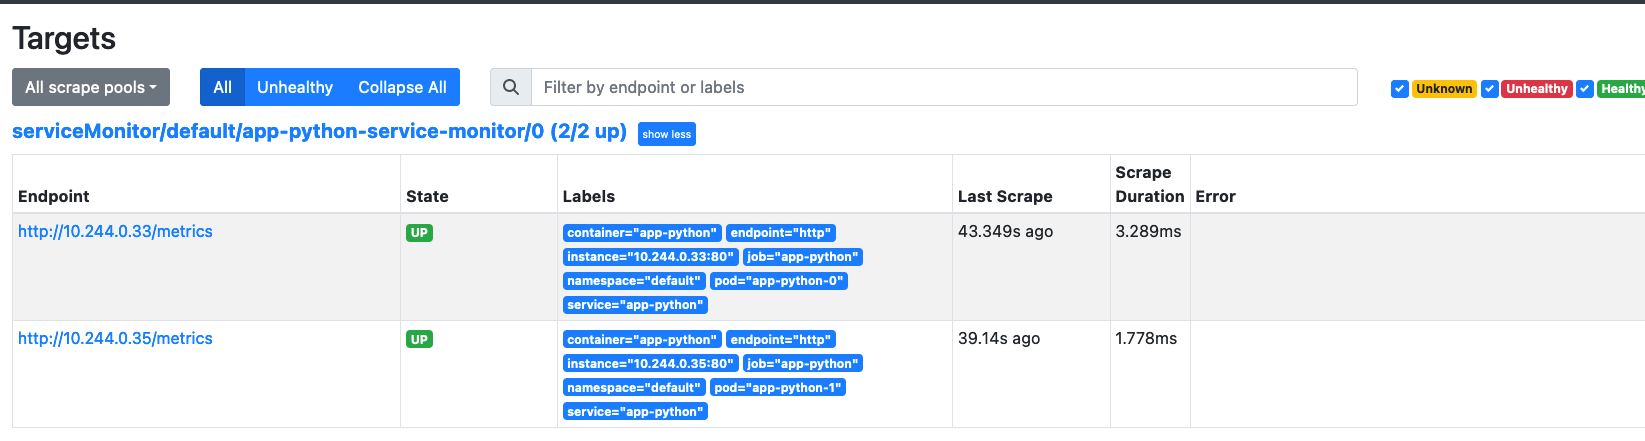 Targets
All scrape pools All Unhealthy Collapse All Filter by endpoint or labels Unknown Unhealthy Healthy
serviceMonitor/default/app-python-service-monitor/0 (2/2 up) show less
Endpoint State Labels Last Scrape Scrape Duration Error
http://10.244.0.33/metrics UP container="app-python" endpoint="http" 43.349s ago 3.289ms
instance="10.244.0.33:80" job="app-python"
namespace="default" pod="app-python-0"
service="app-python"
http://10.244.0.35/metrics UP container="app-python" endpoint="http" 39.14s ago 1.778ms
instance="10.244.0.35:80" job="app-python"
namespace="default" pod="app-python-1"
service="app-python"